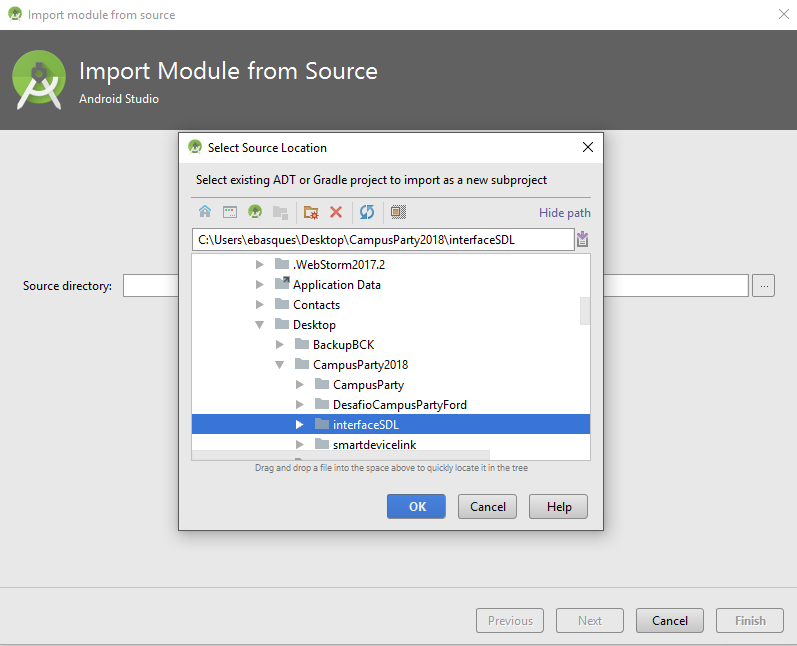 Import module from source
Import Module from Source
Android Studio
Select Source Location
Select existing ADT or Gradle project to import as a new subproject
Hide path
C:\Users\ebasques\Desktop\CampusParty2018\interfaceSDL
.WebStorm2017.2
Application Data
Contacts
Desktop
BackupBCK
CampusParty2018
CampusParty
DesafioCampusPartyFord
interfaceSDL
smartdevicelink
Drag and drop a file into the space above to quickly locate it in the tree
OK Cancel Help
Source directory: ...
Previous Next Cancel Finish